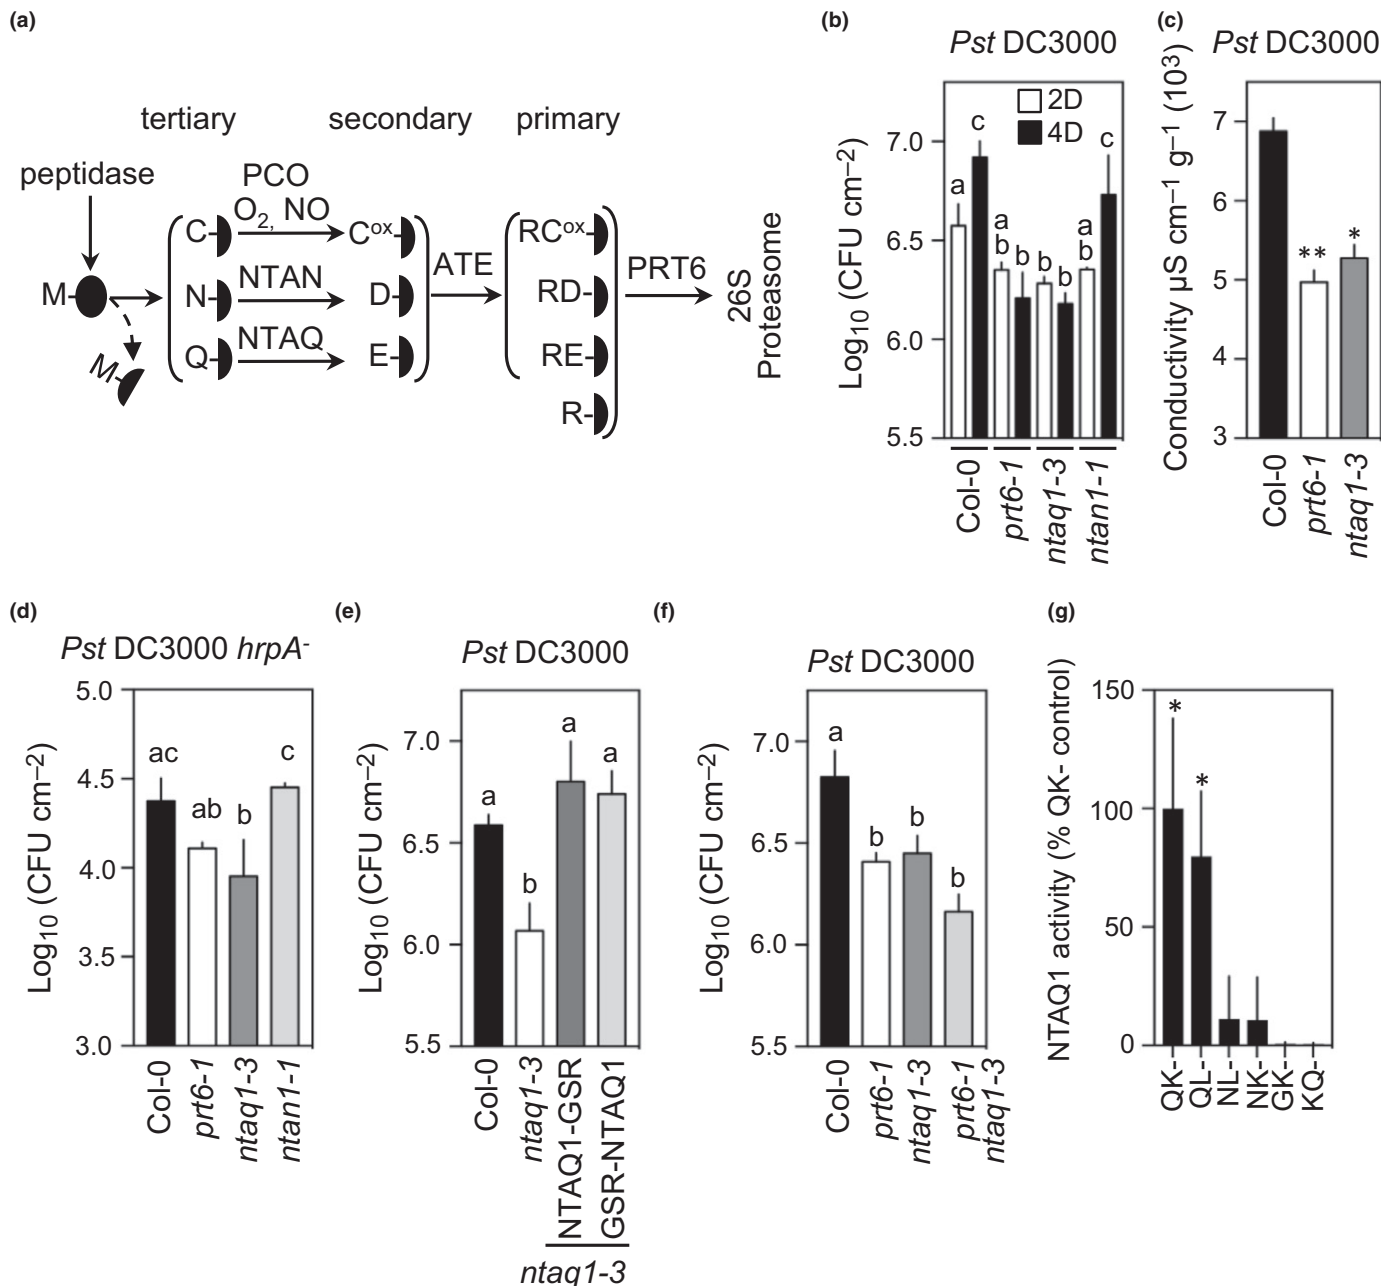 (a)
tertiary secondary primary
peptidase
PCO
O2, NO
C- Cox- RCox-
M- N- NTAN D- ATE RD- PRT6 26S Proteasome
M- Q- NTAQ E- RE-
R-
(b)
Pst DC3000
2D
4D
Log10 (CFU cm–2)
7.0
6.5
6.0
5.5
a c a b b b b a b c
Col-0 prt6-1 ntaq1-3 ntan1-1
(c)
Pst DC3000
Conductivity µS cm–1 g–1 (10³)
7
6
5
4
3
** *
Col-0 prt6-1 ntaq1-3
(d)
Pst DC3000 hrpA-
Log10 (CFU cm–2)
5.0
4.5
4.0
3.5
3.0
ac ab b c
Col-0 prt6-1 ntaq1-3 ntan1-1
(e)
Pst DC3000
Log10 (CFU cm–2)
7.0
6.5
6.0
5.5
a b a a
Col-0 ntaq1-3 NTAQ1-GSR GSR-NTAQ1
ntaq1-3
(f)
Pst DC3000
Log10 (CFU cm–2)
7.0
6.5
6.0
5.5
a b b b
Col-0 prt6-1 ntaq1-3 prt6-1 ntaq1-3
(g)
NTAQ1 activity (% QK- control)
150
100
50
0
* *
QK- QL- NL- NK- GK- KQ-